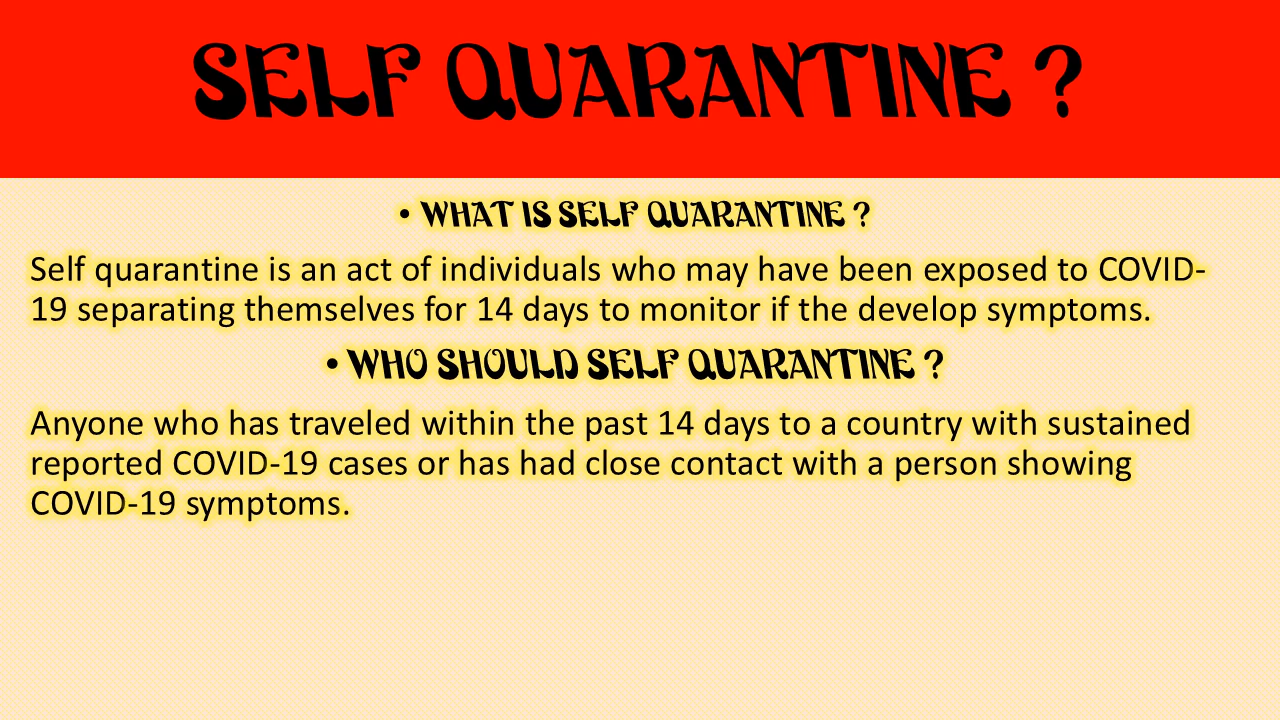 SELF QUARANTINE ?
• WHAT IS SELF QUARANTINE ?
Self quarantine is an act of individuals who may have been exposed to COVID-
19 separating themselves for 14 days to monitor if the develop symptoms.
• WHO SHOULD SELF QUARANTINE ?
Anyone who has traveled within the past 14 days to a country with sustained
reported COVID-19 cases or has had close contact with a person showing
COVID-19 symptoms.